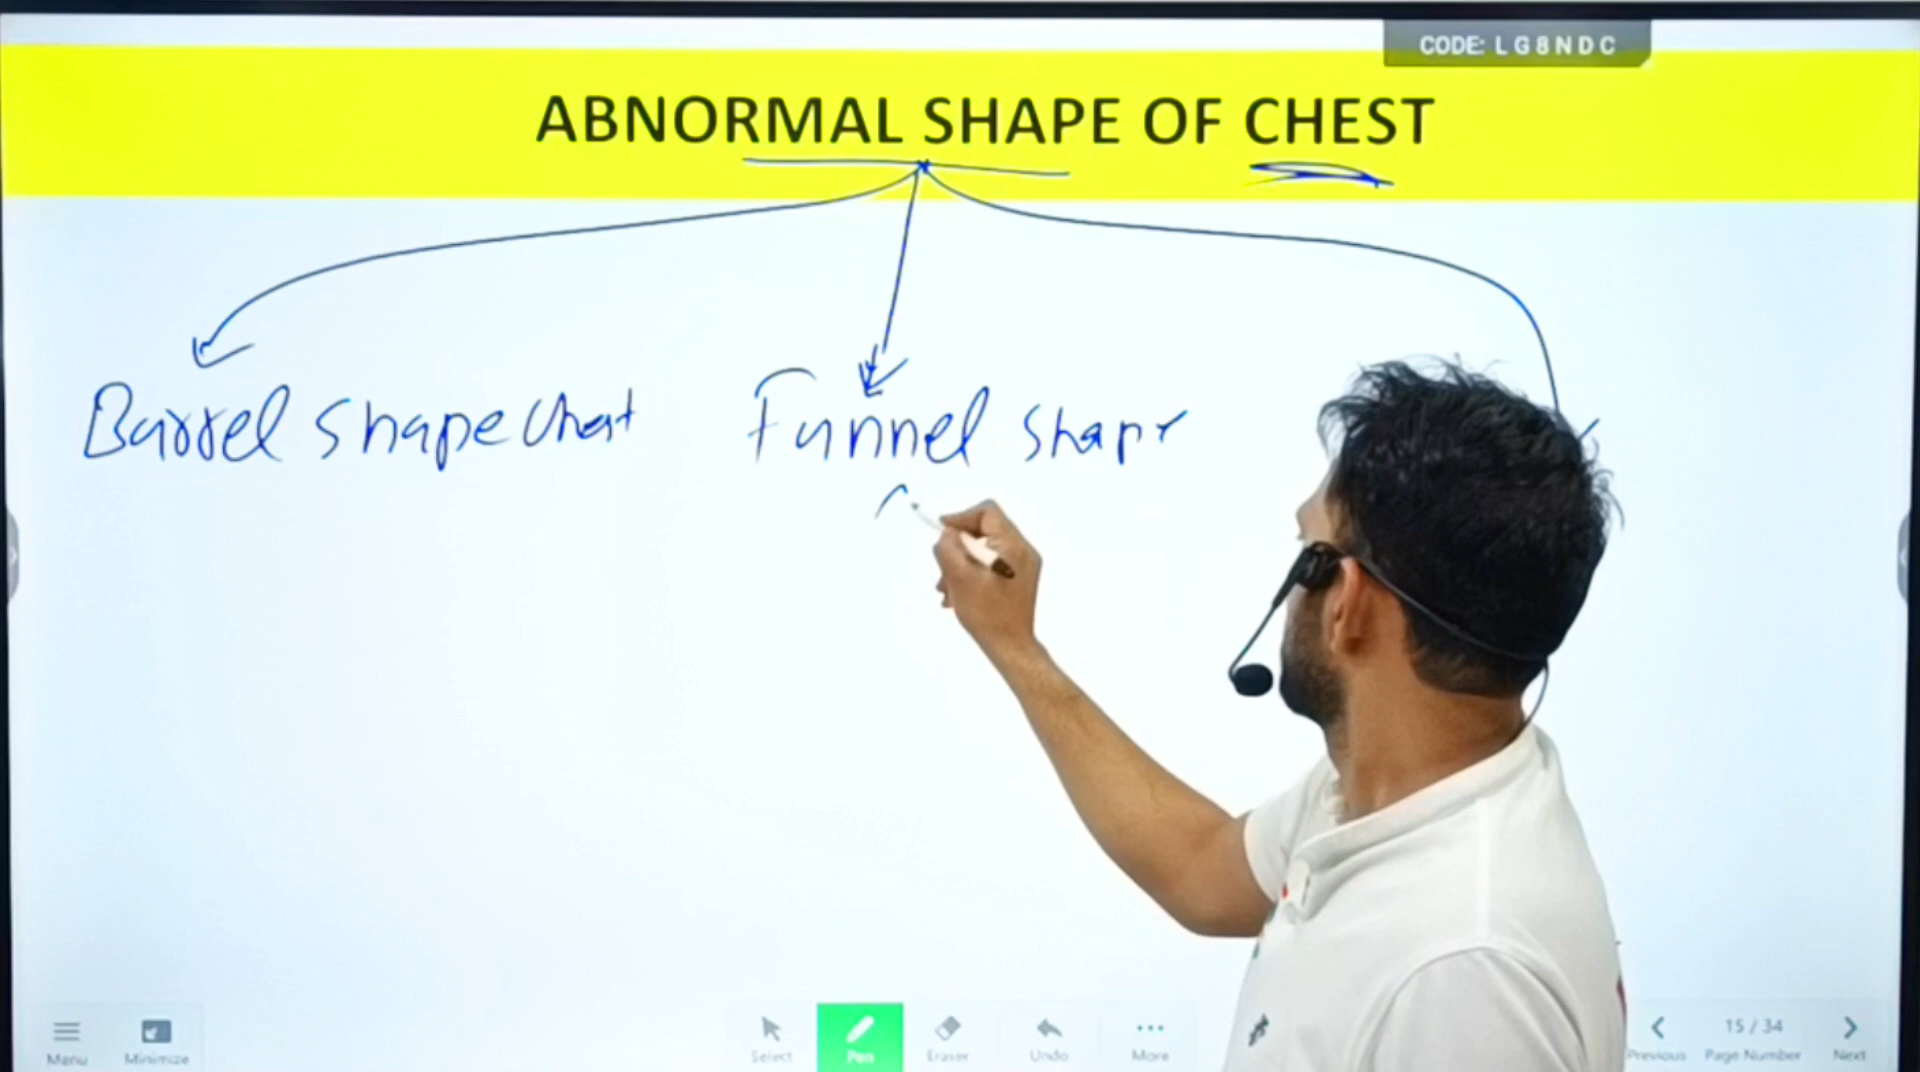 CODE: LG8NDC
ABNORMAL SHAPE OF CHEST
Barrel shape Chest Funnel shape
Menu Minimize Select Pen Eraser Undo More Previous 15 / 34 Page Number Next